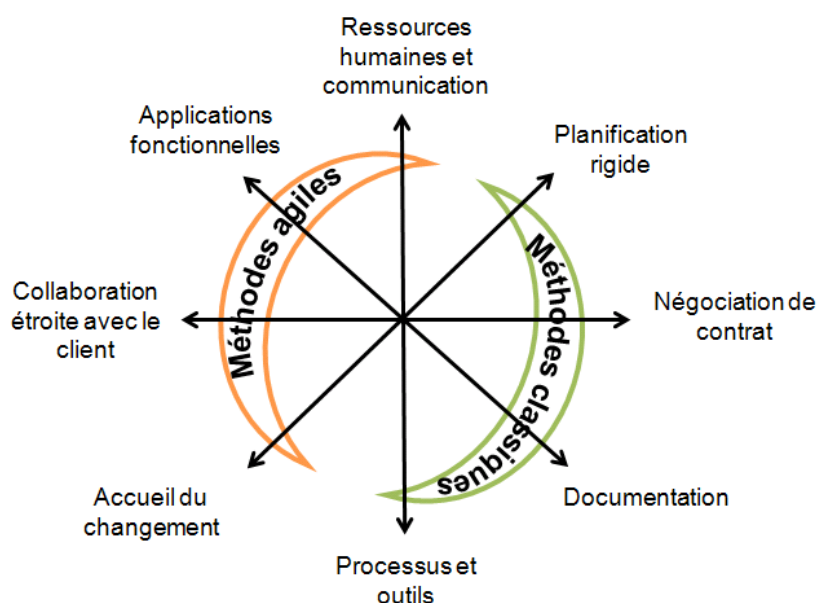 Ressources
humaines et
communication
Applications
fonctionnelles
Planification
rigide
Méthodes agiles
Méthodes classiques
Collaboration
étroite avec le
client
Négociation de
contrat
Accueil du
changement
Documentation
Processus et
outils